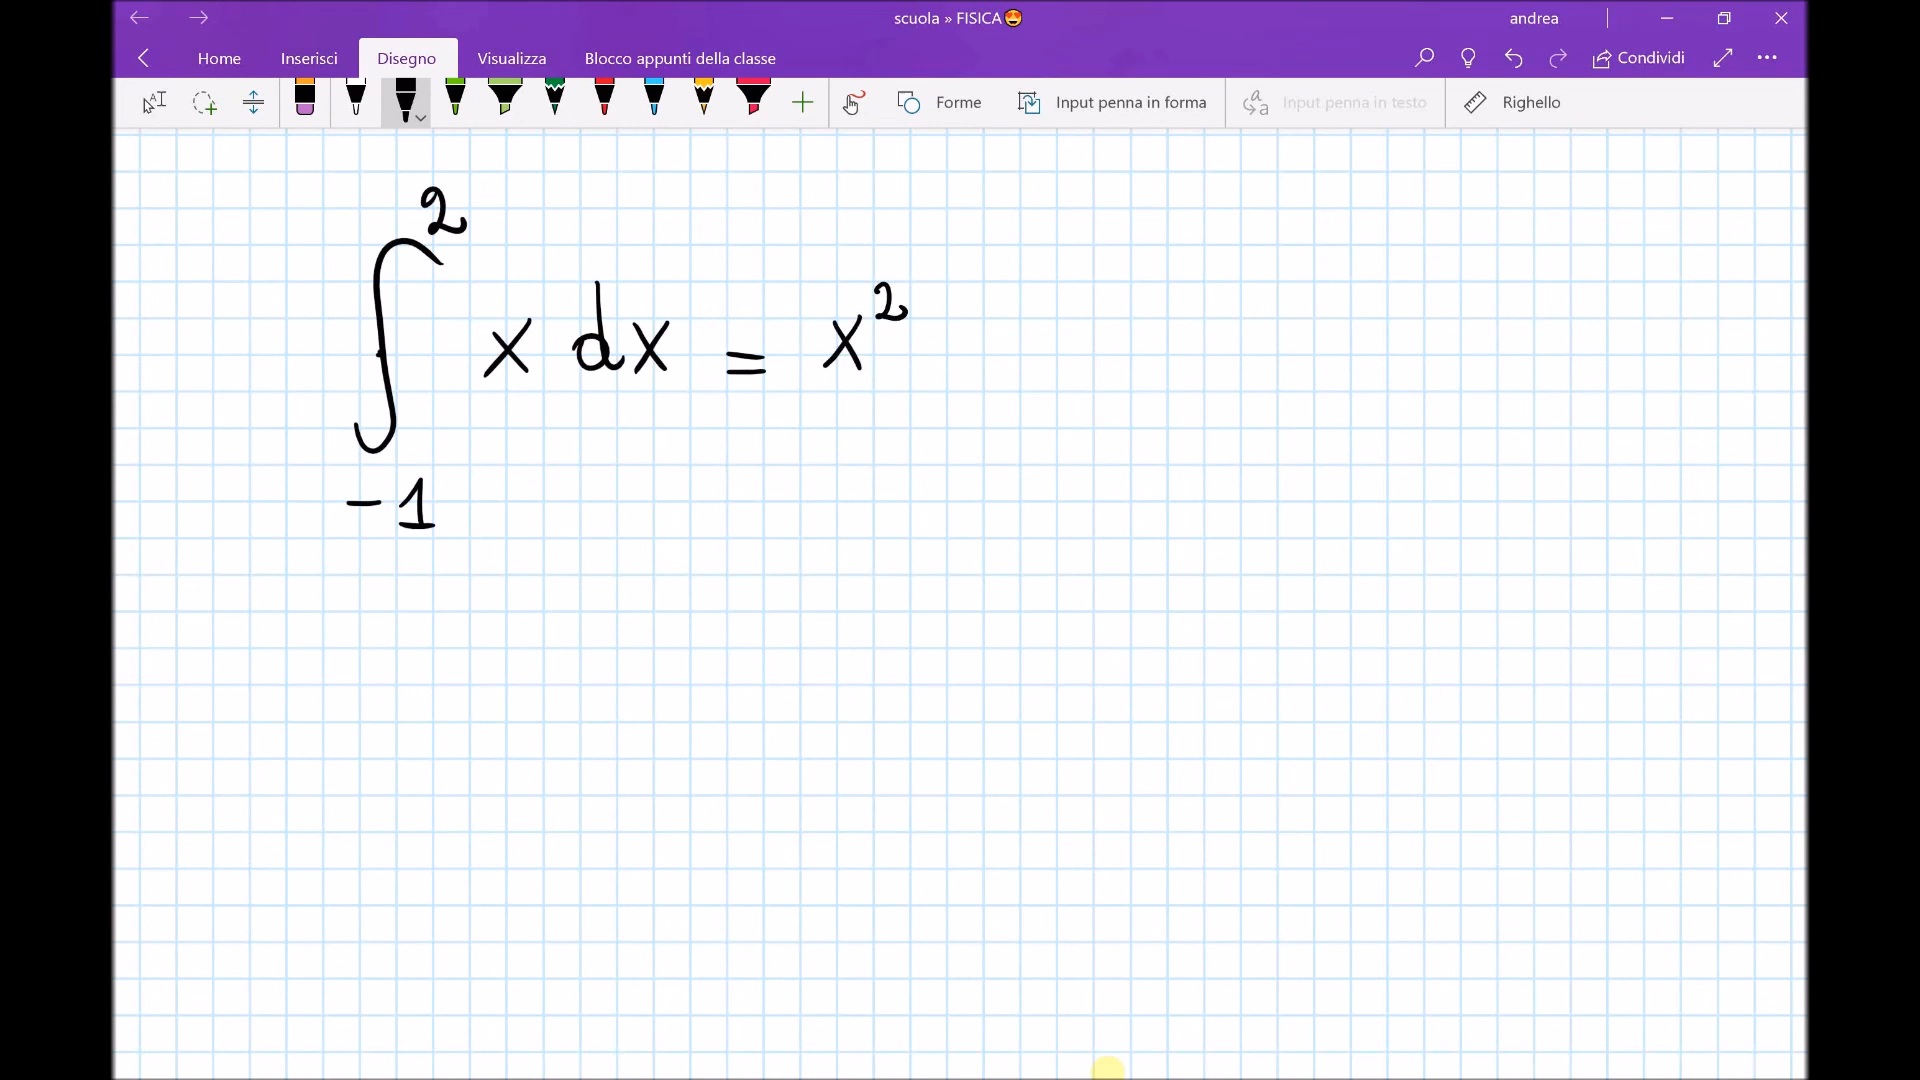 scuola » FISICA😍 andrea
Home Inserisci Disegno Visualizza Blocco appunti della classe Condividi
Forme Input penna in forma Input penna in testo Righello
2
∫ x dx = x²
-1